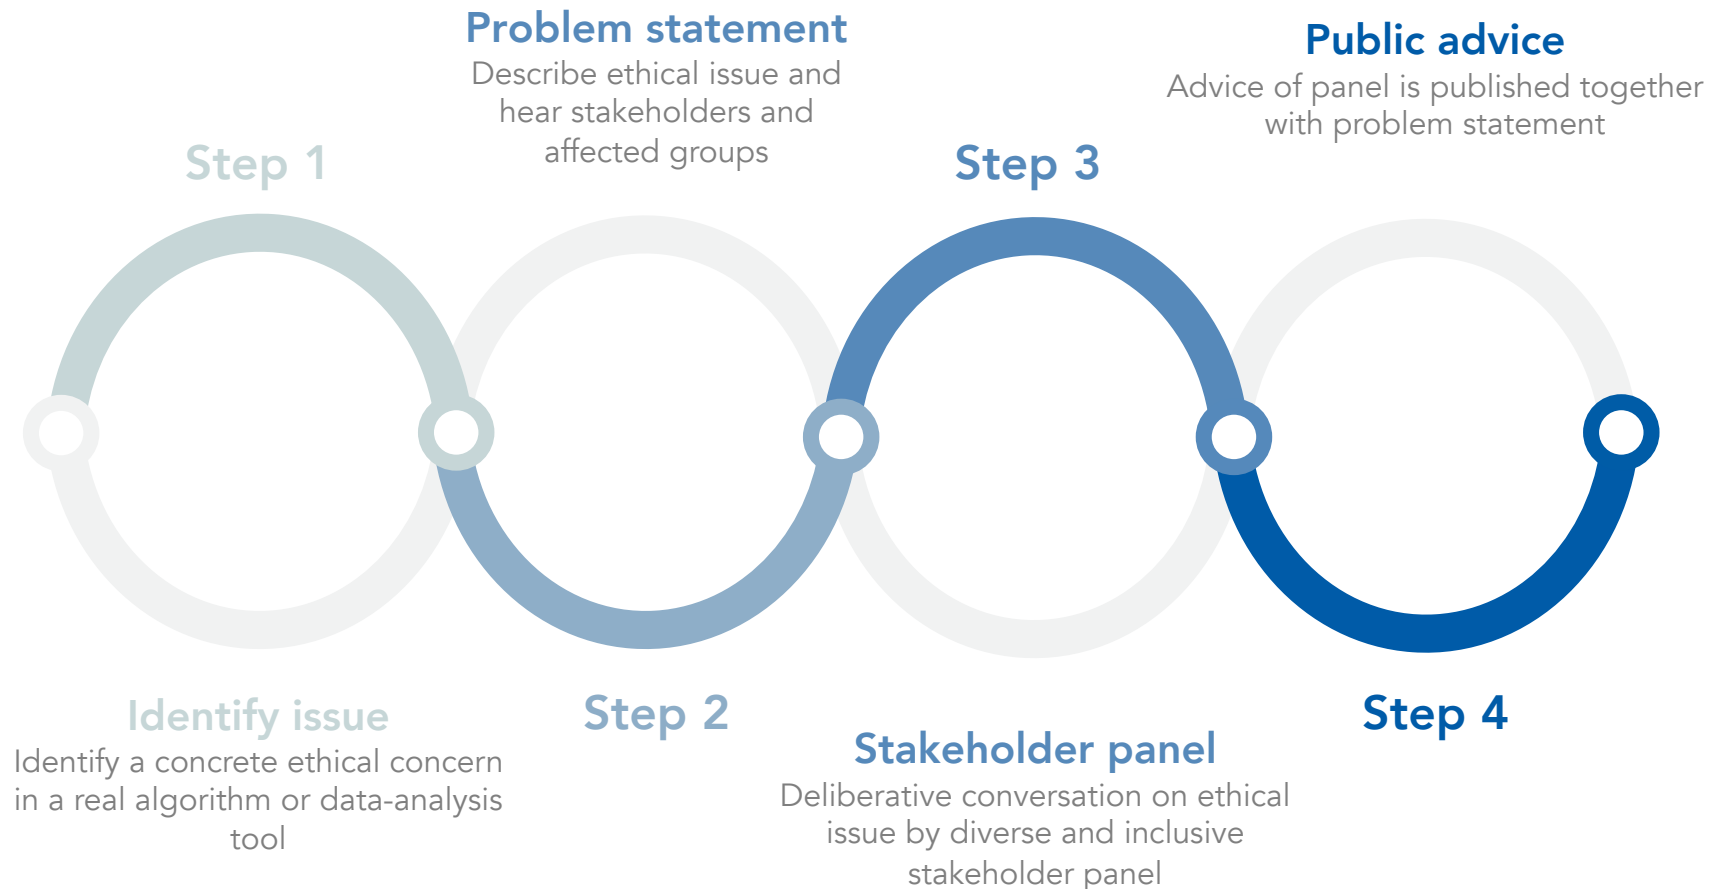 Step 1
Identify issue
Identify a concrete ethical concern
in a real algorithm or data-analysis
tool
Problem statement
Describe ethical issue and
hear stakeholders and
affected groups
Step 2
Step 3
Stakeholder panel
Deliberative conversation on ethical
issue by diverse and inclusive
stakeholder panel
Public advice
Advice of panel is published together
with problem statement
Step 4